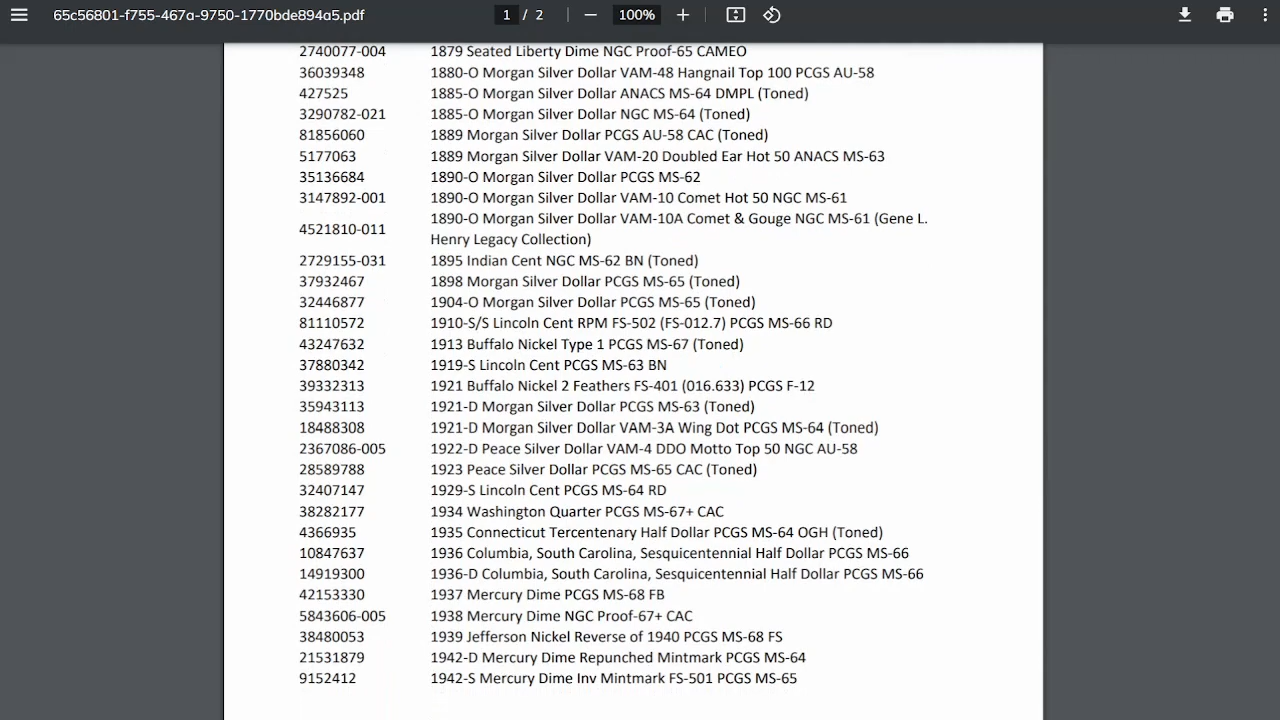 65c56801-f755-467a-9750-1770bde894a5.pdf 1 / 2 100%
2740077-004 1879 Seated Liberty Dime NGC Proof-65 CAMEO
36039348 1880-O Morgan Silver Dollar VAM-48 Hangnail Top 100 PCGS AU-58
427525 1885-O Morgan Silver Dollar ANACS MS-64 DMPL (Toned)
3290782-021 1885-O Morgan Silver Dollar NGC MS-64 (Toned)
81856060 1889 Morgan Silver Dollar PCGS AU-58 CAC (Toned)
5177063 1889 Morgan Silver Dollar VAM-20 Doubled Ear Hot 50 ANACS MS-63
35136684 1890-O Morgan Silver Dollar PCGS MS-62
3147892-001 1890-O Morgan Silver Dollar VAM-10 Comet Hot 50 NGC MS-61
4521810-011 1890-O Morgan Silver Dollar VAM-10A Comet & Gouge NGC MS-61 (Gene L.
Henry Legacy Collection)
2729155-031 1895 Indian Cent NGC MS-62 BN (Toned)
37932467 1898 Morgan Silver Dollar PCGS MS-65 (Toned)
32446877 1904-O Morgan Silver Dollar PCGS MS-65 (Toned)
81110572 1910-S/S Lincoln Cent RPM FS-502 (FS-012.7) PCGS MS-66 RD
43247632 1913 Buffalo Nickel Type 1 PCGS MS-67 (Toned)
37880342 1919-S Lincoln Cent PCGS MS-63 BN
39332313 1921 Buffalo Nickel 2 Feathers FS-401 (016.633) PCGS F-12
35943113 1921-D Morgan Silver Dollar PCGS MS-63 (Toned)
18488308 1921-D Morgan Silver Dollar VAM-3A Wing Dot PCGS MS-64 (Toned)
2367086-005 1922-D Peace Silver Dollar VAM-4 DDO Motto Top 50 NGC AU-58
28589788 1923 Peace Silver Dollar PCGS MS-65 CAC (Toned)
32407147 1929-S Lincoln Cent PCGS MS-64 RD
38282177 1934 Washington Quarter PCGS MS-67+ CAC
4366935 1935 Connecticut Tercentenary Half Dollar PCGS MS-64 OGH (Toned)
10847637 1936 Columbia, South Carolina, Sesquicentennial Half Dollar PCGS MS-66
14919300 1936-D Columbia, South Carolina, Sesquicentennial Half Dollar PCGS MS-66
42153330 1937 Mercury Dime PCGS MS-68 FB
5843606-005 1938 Mercury Dime NGC Proof-67+ CAC
38480053 1939 Jefferson Nickel Reverse of 1940 PCGS MS-68 FS
21531879 1942-D Mercury Dime Repunched Mintmark PCGS MS-64
9152412 1942-S Mercury Dime Inv Mintmark FS-501 PCGS MS-65